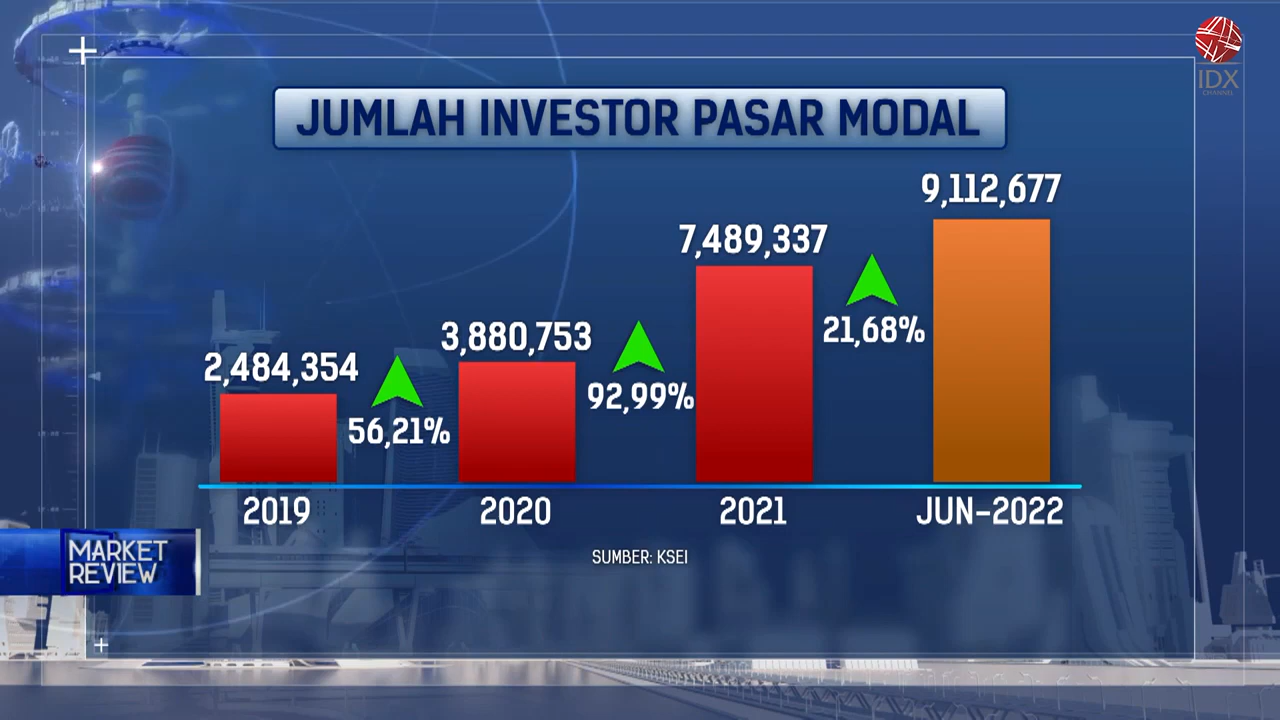 IDX
CHANNEL
JUMLAH INVESTOR PASAR MODAL
2,484,354
56,21%
3,880,753
92,99%
7,489,337
21,68%
9,112,677
2019
2020
2021
JUN-2022
SUMBER: KSEI
MARKET
REVIEW